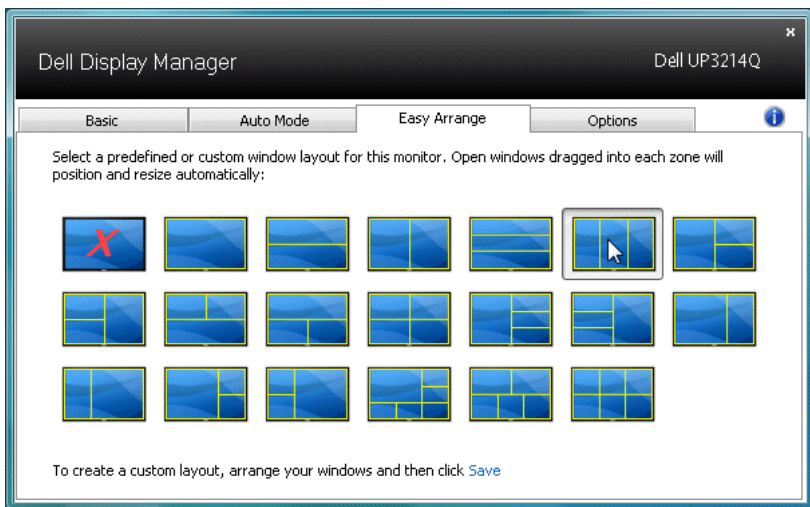 Dell Display Manager
Dell UP3214Q
Basic
Auto Mode
Easy Arrange
Options
Select a predefined or custom window layout for this monitor. Open windows dragged into each zone will
position and resize automatically:
To create a custom layout, arrange your windows and then click Save